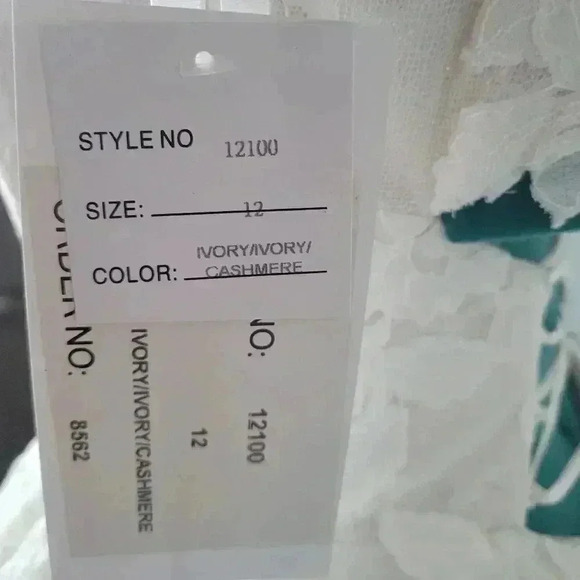 STYLE NO 12100
SIZE: 12
COLOR: IVORY/IVORY/
CASHMERE
NO:
12100
12
IVORY/IVORY/CASHMERE
ORDER NO:
8562